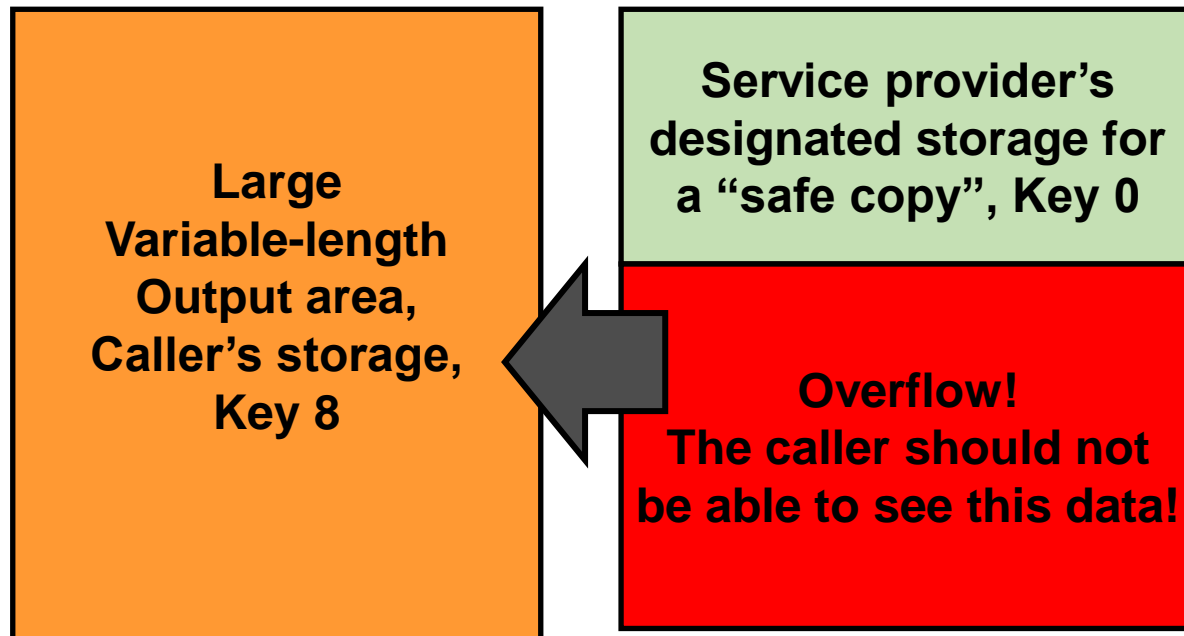 Large
Variable-length
Output area,
Caller’s storage,
Key 8
Service provider’s
designated storage for
a “safe copy”, Key 0
Overflow!
The caller should not
be able to see this data!